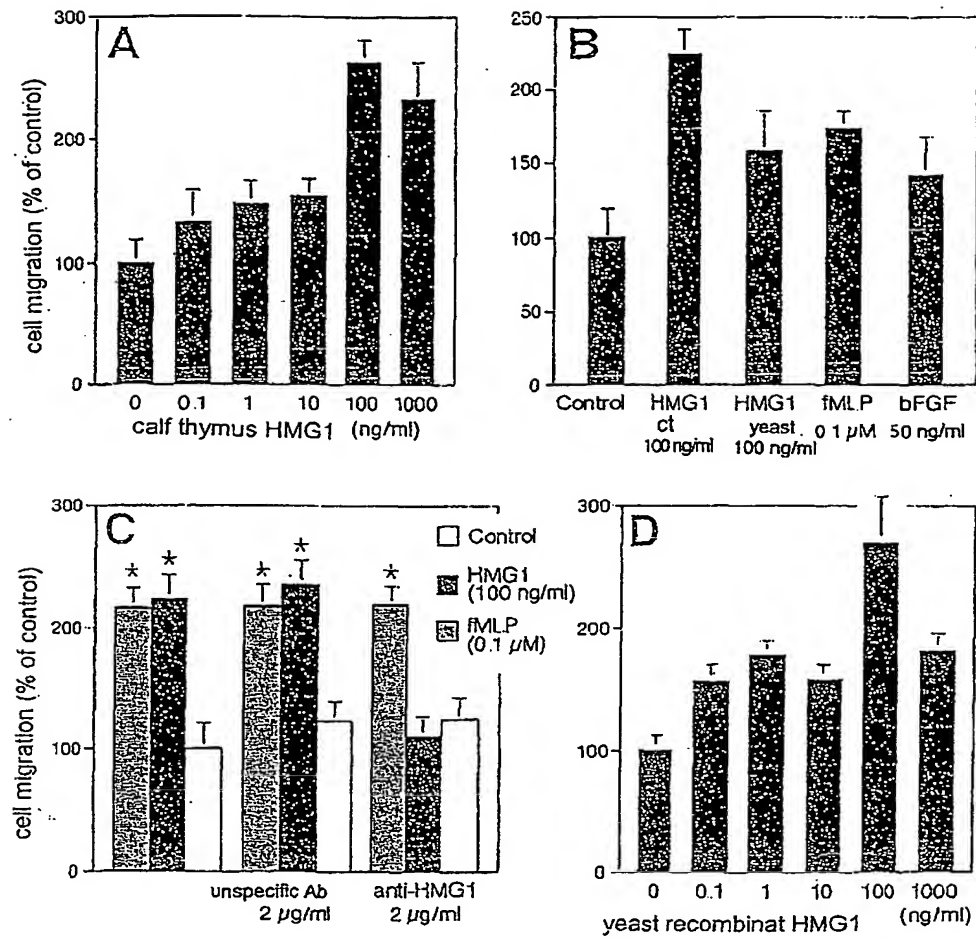 A
300
200
100
0
cell migration (% of control)
0 0.1 1 10 100 1000
calf thymus HMG1 (ng/ml)
B
250
200
150
100
50
0
Control HMG1 HMG1 fMLP bFGF
ct yeast 0 1 µM 50 ng/ml
100 ng/ml 100 ng/ml
C
300
200
100
0
cell migration (% of control)
* * * * *
Control
HMG1
(100 ng/ml)
fMLP
(0.1 µM)
unspecific Ab anti-HMG1
2 µg/ml 2 µg/ml
D
300
200
100
0
0 0.1 1 10 100 1000
yeast recombinat HMG1 (ng/ml)